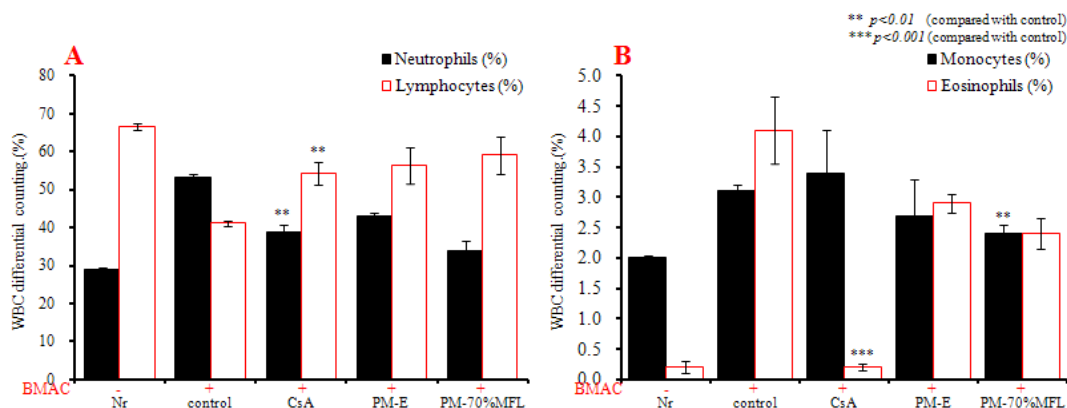 ** p<0.01 (compared with control)
*** p<0.001 (compared with control)
A
Neutrophils (%)
Lymphocytes (%)
WBC differential counting.(%)
80
70
60
50
40
30
20
10
0
**
**
BMAC - + + + +
Nr control CsA PM-E PM-70%MFL
B
Monocytes (%)
Eosinophils (%)
WBC differential counting.(%)
5.0
4.5
4.0
3.5
3.0
2.5
2.0
1.5
1.0
0.5
0.0
***
**
BMAC - + + + +
Nr control CsA PM-E PM-70%MFL